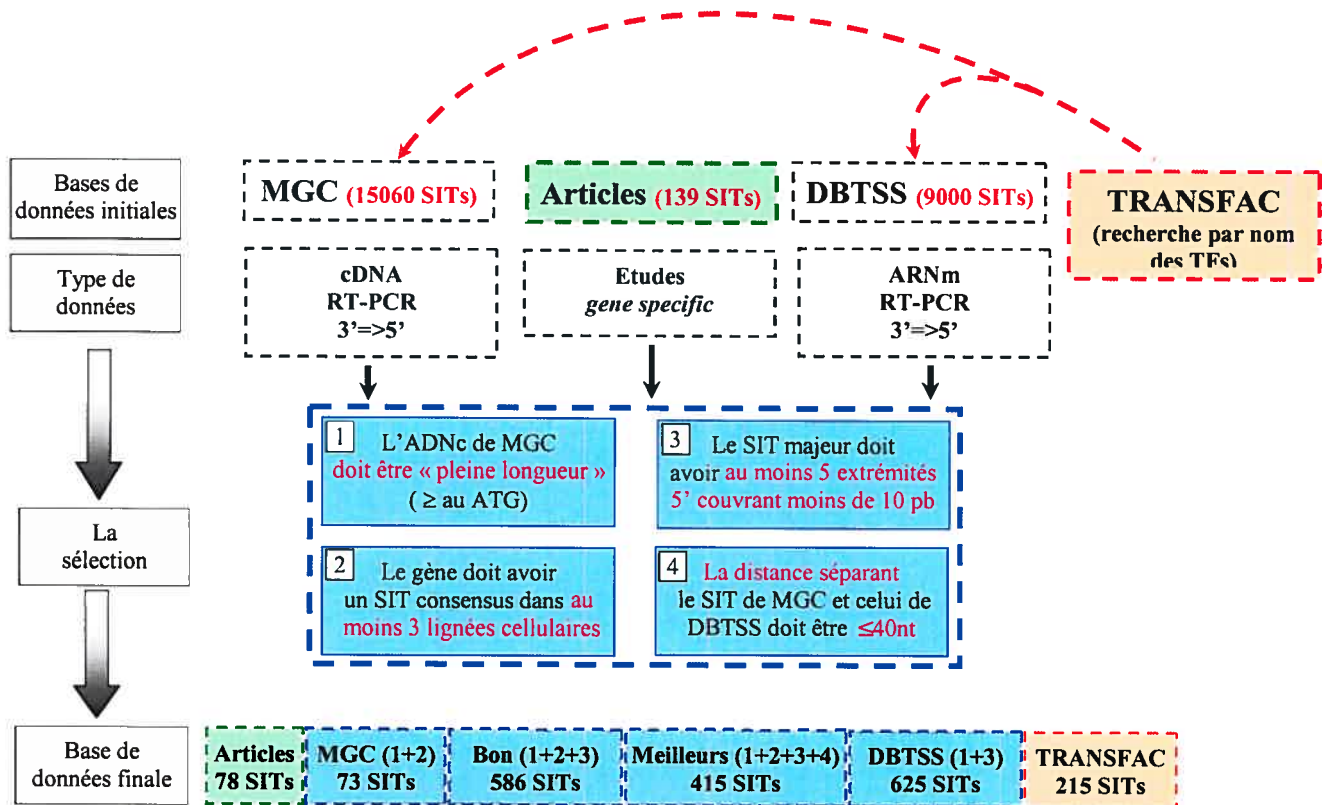 Bases de
données initiales
MGC (15060 SITs)
Articles (139 SITs)
DBTSS (9000 SITs)
TRANSFAC
(recherche par nom
des TFs)
Type de
données
cDNA
RT-PCR
3’=>5’
Etudes
gene specific
ARNm
RT-PCR
3’=>5’
La
sélection
1
L’ADNc de MGC
doit être « pleine longueur »
( ≥ au ATG)
2
Le gène doit avoir
un SIT consensus dans au
moins 3 lignées cellulaires
3
Le SIT majeur doit
avoir au moins 5 extrémités
5’ couvrant moins de 10 pb
4
La distance séparant
le SIT de MGC et celui de
DBTSS doit être ≤40nt
Base de
données finale
Articles
78 SITs
MGC (1+2)
73 SITs
Bon (1+2+3)
586 SITs
Meilleurs (1+2+3+4)
415 SITs
DBTSS (1+3)
625 SITs
TRANSFAC
215 SITs